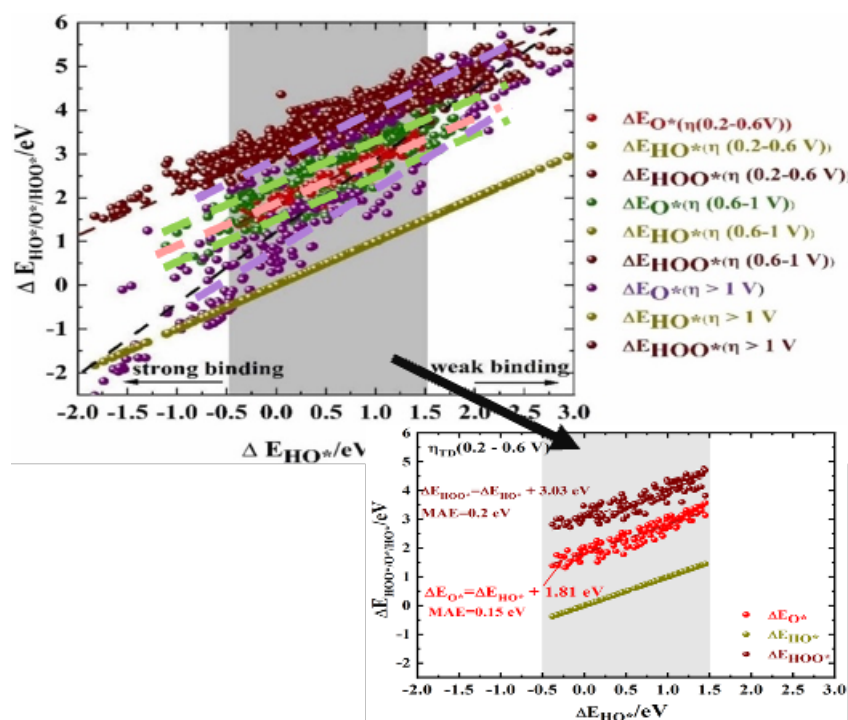 6
5
4
3
2
1
0
-1
-2
Δ E_HO*/O*/HOO*/eV
strong binding
weak binding
-2.0 -1.5 -1.0 -0.5 0.0 0.5 1.0 1.5 2.0 2.5 3.0
Δ E_HO*/eV
ΔE_O*(η(0.2-0.6V))
ΔE_HO*(η (0.2-0.6 V))
ΔE_HOO*(η (0.2-0.6 V)
ΔE_O*(η (0.6-1 V))
ΔE_HO*(η (0.6-1 V))
ΔE_HOO*(η (0.6-1 V))
ΔE_O*(η > 1 V)
ΔE_HO*(η > 1 V
ΔE_HOO*(η > 1 V
6
5
4
3
2
1
0
-1
-2
ΔE_HOO*/O*/HO*/eV
η_TD(0.2 - 0.6 V)
ΔE_HOO*=ΔE_HO* + 3.03 eV
MAE=0.2 eV
ΔE_O*=ΔE_HO* + 1.81 eV
MAE=0.15 eV
ΔE_O*
ΔE_HO*
ΔE_HOO*
-2.0 -1.5 -1.0 -0.5 0.0 0.5 1.0 1.5 2.0 2.5 3.0
ΔE_HO*/eV